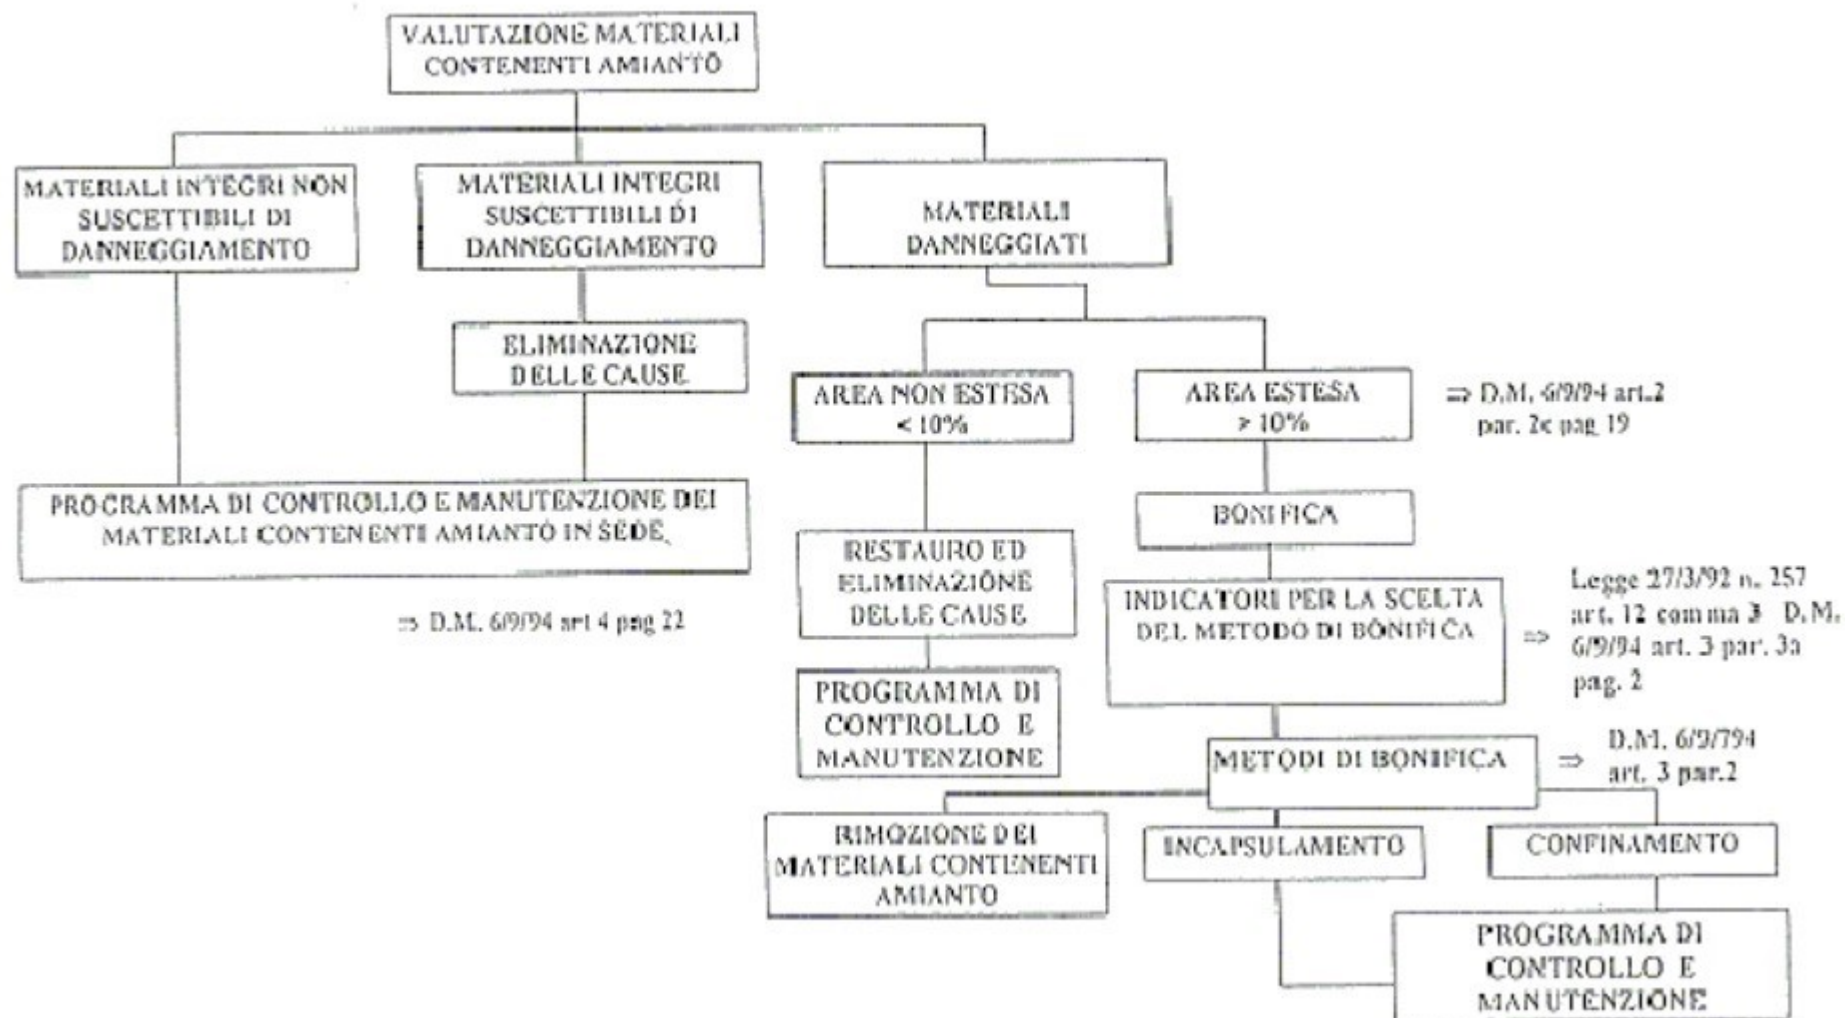 VALUTAZIONE MATERIALI
CONTENENTI AMIANTO
MATERIALI INTEGRI NON
SUSCETTIBILI DI
DANNEGGIAMENTO
MATERIALI INTEGRI
SUSCETTIBILI DI
DANNEGGIAMENTO
MATERIALI
DANNEGGIATI
ELIMINAZIONE
DELLE CAUSE
AREA NON ESTESA
< 10%
AREA ESTESA
> 10%
⇒ D.M. 6/9/94 art.2
par. 2c pag 19
PROGRAMMA DI CONTROLLO E MANUTENZIONE DEI
MATERIALI CONTENENTI AMIANTO IN SEDE
⇒ D.M. 6/9/94 art 4 pag 22
BONIFICA
RESTAURO ED
ELIMINAZIONE
DELLE CAUSE
INDICATORI PER LA SCELTA
DEL METODO DI BONIFICA
⇒
Legge 27/3/92 n. 257
art. 12 comma 3 D.M.
6/9/94 art. 3 par. 3a
pag. 2
PROGRAMMA DI
CONTROLLO E
MANUTENZIONE
METODI DI BONIFICA
⇒
D.M. 6/9/794
art. 3 par.2
RIMOZIONE DEI
MATERIALI CONTENENTI
AMIANTO
INCAPSULAMENTO
CONFINAMENTO
PROGRAMMA DI
CONTROLLO E
MANUTENZIONE